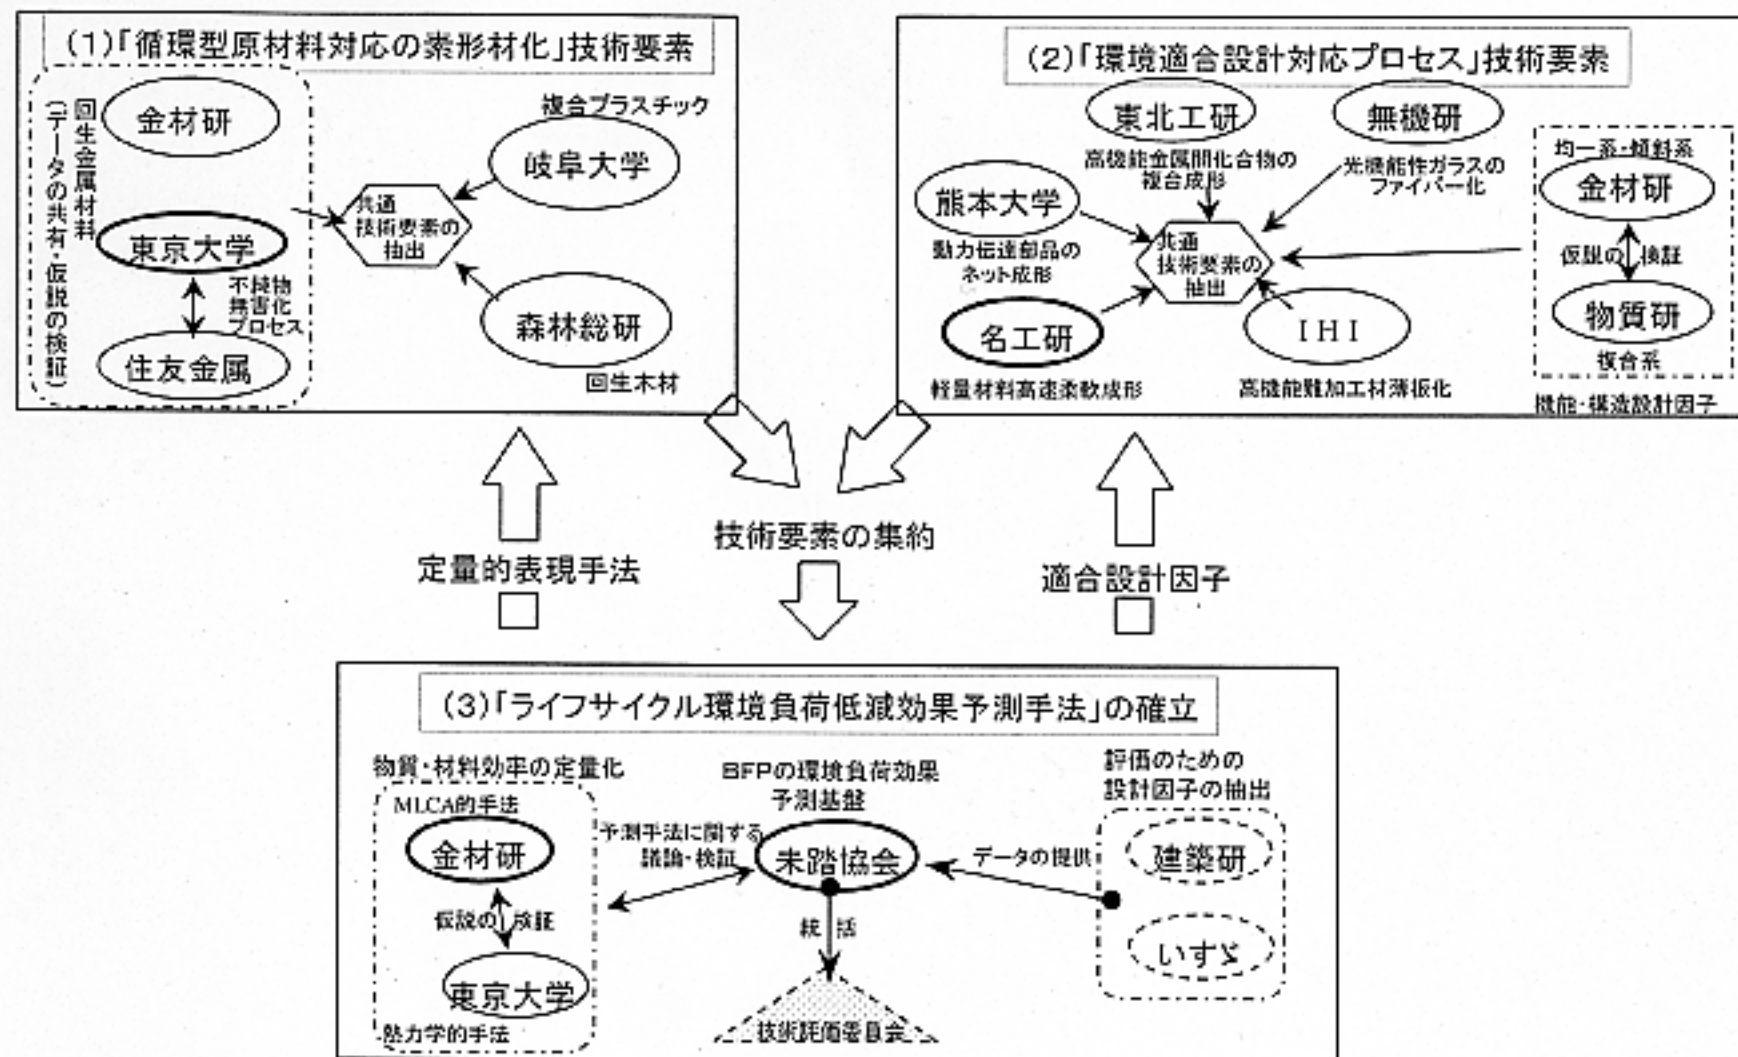 (1)「循環型原材料対応の素形材化」技術要素
回生金属材料
(データの共有・仮説の検証)
金材研
東京大学
不純物
無害化
プロセス
住友金属
共通
技術要素の
抽出
複合プラスチック
岐阜大学
森林総研
回生木材
(2)「環境適合設計対応プロセス」技術要素
東北工研
高機能金属間化合物の
複合成形
無機研
光機能性ガラスの
ファイバー化
熊本大学
動力伝達部品の
ネット成形
共通
技術要素の
抽出
名工研
軽量材料高速柔軟成形
IHI
高機能難加工材薄板化
均一系・傾斜系
金材研
仮説の検証
物質研
複合系
機能・構造設計因子
定量的表現手法
技術要素の集約
適合設計因子
(3)「ライフサイクル環境負荷低減効果予測手法」の確立
物質・材料効率の定量化
MLCA的手法
金材研
仮説の検証
東京大学
熱力学的手法
予測手法に関する
議論・検証
BFPの環境負荷効果
予測基盤
未踏協会
統括
技術評価委員会
データの提供
評価のための
設計因子の抽出
建築研
いすゞ